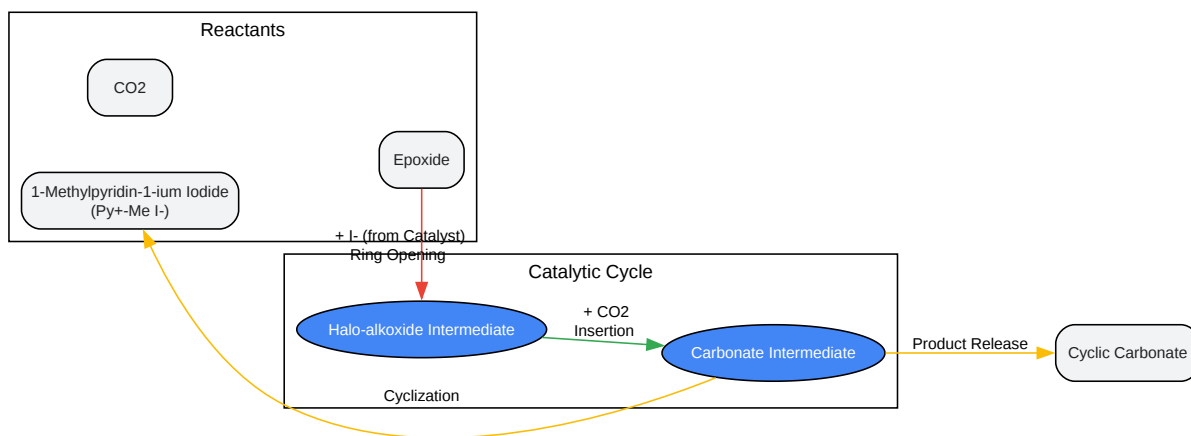 Reactants
CO2
Epoxide
1-Methylpyridin-1-ium Iodide
(Py+-Me I-)
+ I- (from Catalyst)
Ring Opening
Catalytic Cycle
Halo-alkoxide Intermediate
+ CO2
Insertion
Carbonate Intermediate
Product Release
Cyclic Carbonate
Cyclization